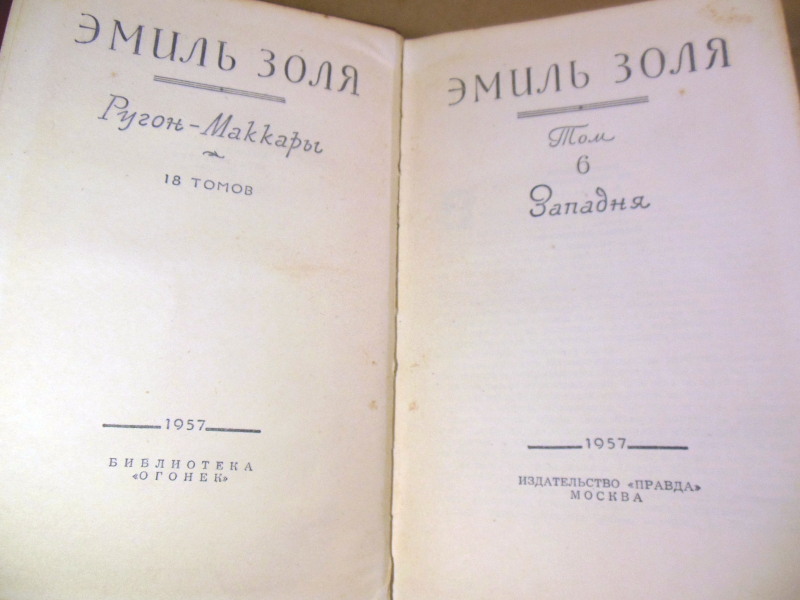 ЭМИЛЬ ЗОЛЯ
Ругон-Маккары
18 ТОМОВ
1957
БИБЛИОТЕКА
«ОГОНЕК»
ЭМИЛЬ ЗОЛЯ
Том
6
Западня
1957
ИЗДАТЕЛЬСТВО «ПРАВДА»
МОСКВА